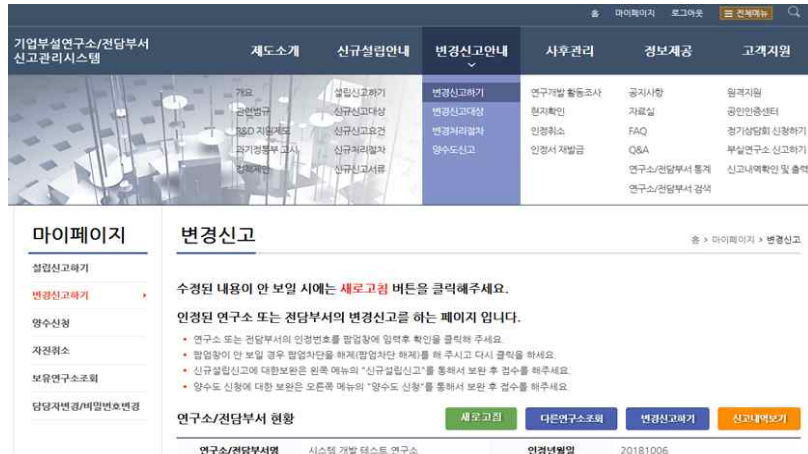 홈 마이페이지 로그아웃 ☰ 전체메뉴
기업부설연구소/전담부서
신고관리시스템
제도소개 신규설립안내 변경신고안내 사후관리 정보제공 고객지원
개요 설립신고하기 변경신고하기 연구개발 활동조사 공지사항 원격지원
관련법규 신규신고대상 변경신고대상 현지확인 자료실 공인인증센터
R&D 지원제도 신규신고요건 변경처리절차 인정취소 FAQ 정기상담회 신청하기
과기정통부 고시 신규처리절차 양수도신고 인정서 재발급 Q&A 부실연구소 신고하기
정책제안 신규신고서류 연구소/전담부서 통계 신고내역확인 및 출력
연구소/전담부서 검색
마이페이지
설립신고하기
변경신고하기
양수신청
자진취소
보유연구소조회
담당자변경/비밀번호변경
변경신고
홈 > 마이페이지 > 변경신고
수정된 내용이 안 보일 시에는 새로고침 버튼을 클릭해주세요.
인정된 연구소 또는 전담부서의 변경신고를 하는 페이지 입니다.
• 연구소 또는 전담부서의 인정번호를 팝업창에 입력후 확인을 클릭해 주세요.
• 팝업창이 안 보일 경우 팝업차단을 해제(팝업차단 해제)를 해 주시고 다시 클릭을 하세요.
• 신규설립신고에 대한보완은 왼쪽 메뉴의 "신규설립신고"를 통해서 보완 후 접수를 해주세요.
• 양수도 신청에 대한 보완은 오른쪽 메뉴의 "양수도 신청"를 통해서 보완 후 접수를 해주세요.
연구소/전담부서 현황
새로고침 다른연구소조회 변경신고하기 신고내역보기
연구소/전담부서명 시스템 개발 테스트 연구소 인정년월일 20181006